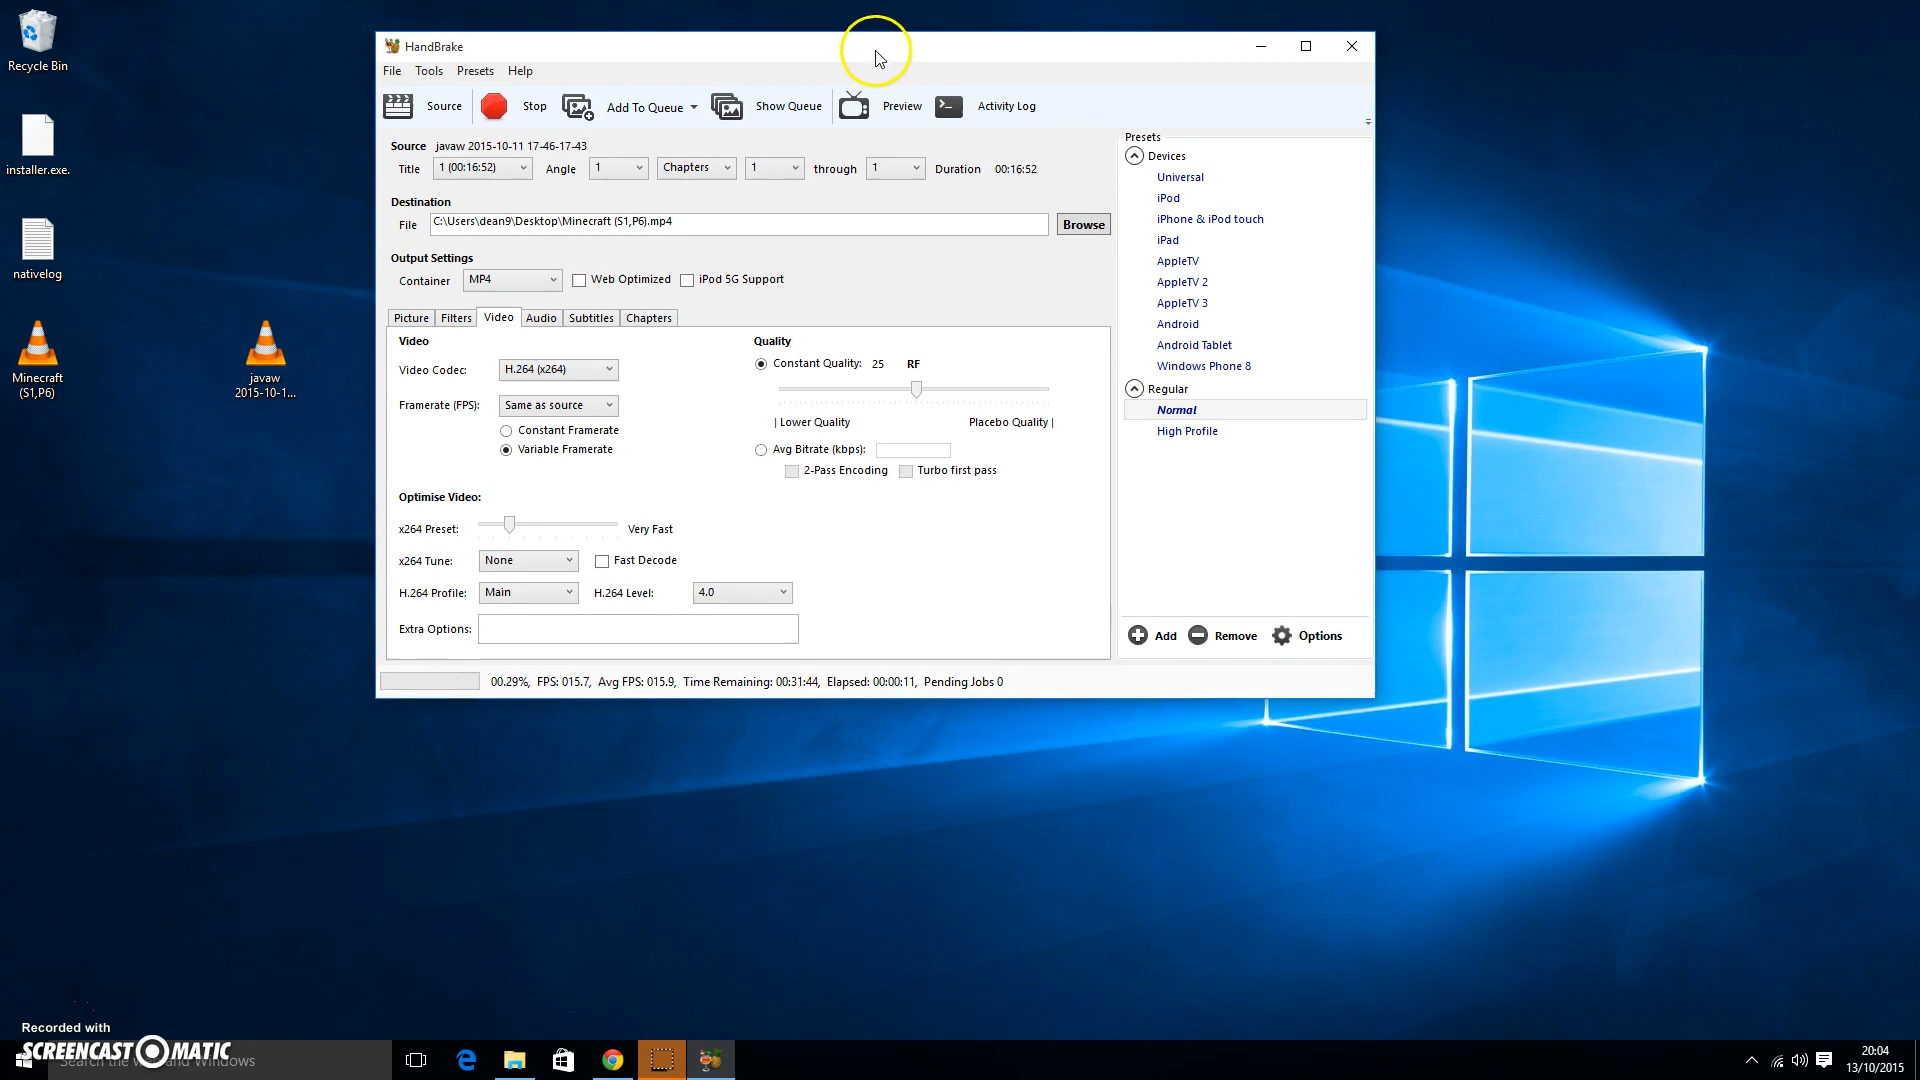 Recycle Bin
installer.exe.
nativelog
Minecraft
(S1,P6)
javaw
2015-10-1...
HandBrake
File Tools Presets Help
Source Stop Add To Queue Show Queue Preview Activity Log
Source javaw 2015-10-11 17-46-17-43
Title 1 (00:16:52) Angle 1 Chapters 1 through 1 Duration 00:16:52
Destination
File C:\Users\dean9\Desktop\Minecraft (S1,P6).mp4 Browse
Output Settings
Container MP4 Web Optimized iPod 5G Support
Picture Filters Video Audio Subtitles Chapters
Video
Video Codec: H.264 (x264)
Framerate (FPS): Same as source
Constant Framerate
Variable Framerate
Quality
Constant Quality: 25 RF
| Lower Quality Placebo Quality |
Avg Bitrate (kbps):
2-Pass Encoding Turbo first pass
Optimise Video:
x264 Preset: Very Fast
x264 Tune: None Fast Decode
H.264 Profile: Main H.264 Level: 4.0
Extra Options:
00.29%, FPS: 015.7, Avg FPS: 015.9, Time Remaining: 00:31:44, Elapsed: 00:00:11, Pending Jobs 0
Presets
Devices
Universal
iPod
iPhone & iPod touch
iPad
AppleTV
AppleTV 2
AppleTV 3
Android
Android Tablet
Windows Phone 8
Regular
Normal
High Profile
Add Remove Options
Recorded with
SCREENCAST MATIC
Search the web and Windows
20:04
13/10/2015